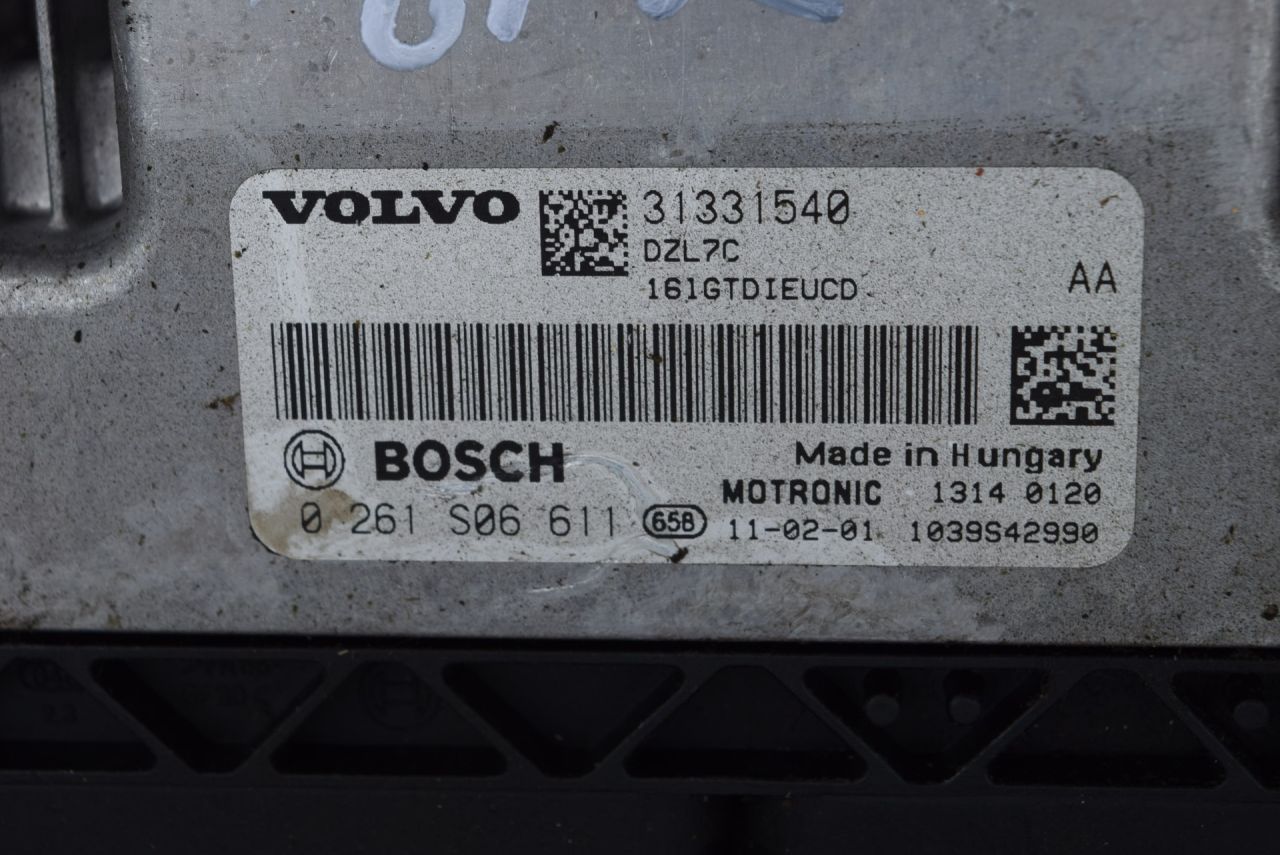 VOLVO 31331540
DZL7C
161GTDIEUCD AA
BOSCH Made in Hungary
MOTRONIC 1314 0120
0 261 S06 611 658 11-02-01 1039S42990